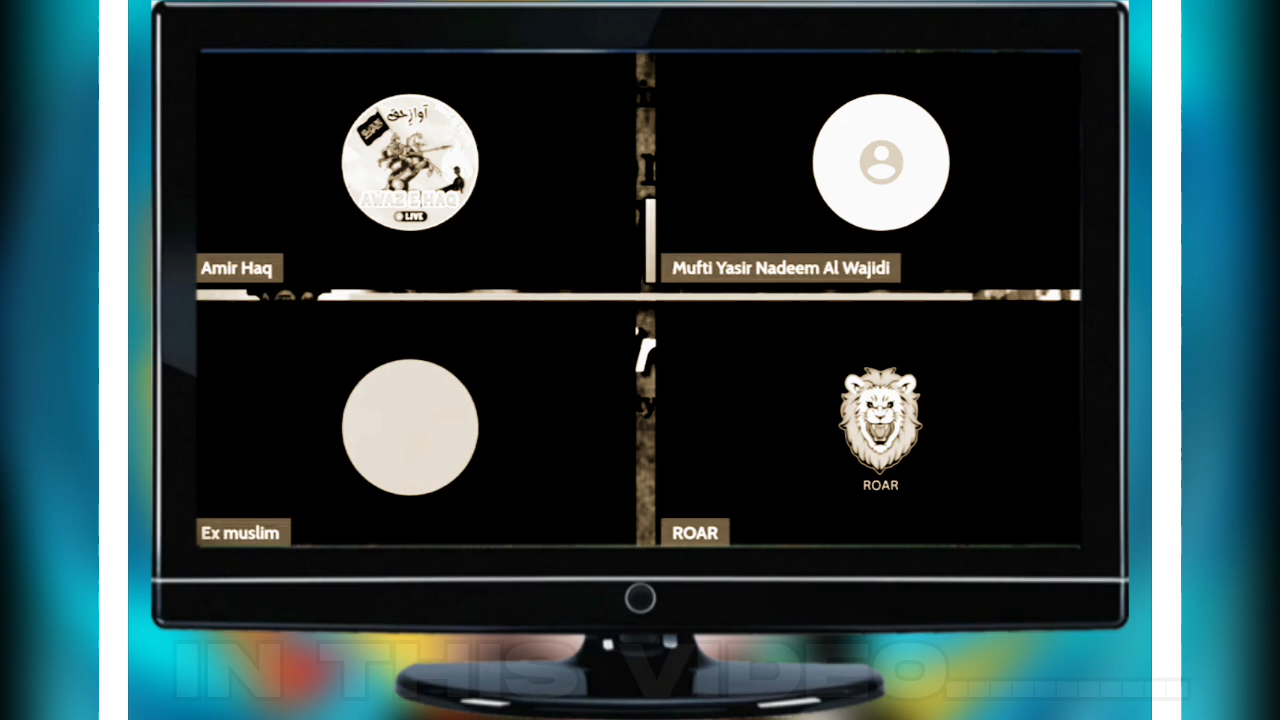 آوازِ حق
AWAZ E HAQ
LIVE
Amir Haq
Mufti Yasir Nadeem Al Wajidi
Ex muslim
ROAR
ROAR
IN THIS VIDEO